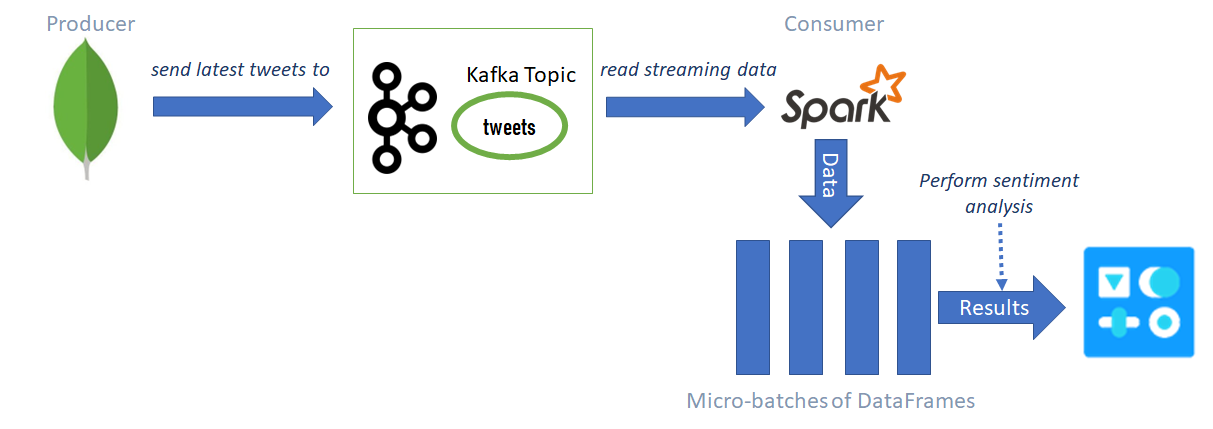 Producer
send latest tweets to
Kafka Topic
tweets
read streaming data
Consumer
Spark
Data
Perform sentiment
analysis
Results
Micro-batches of DataFrames